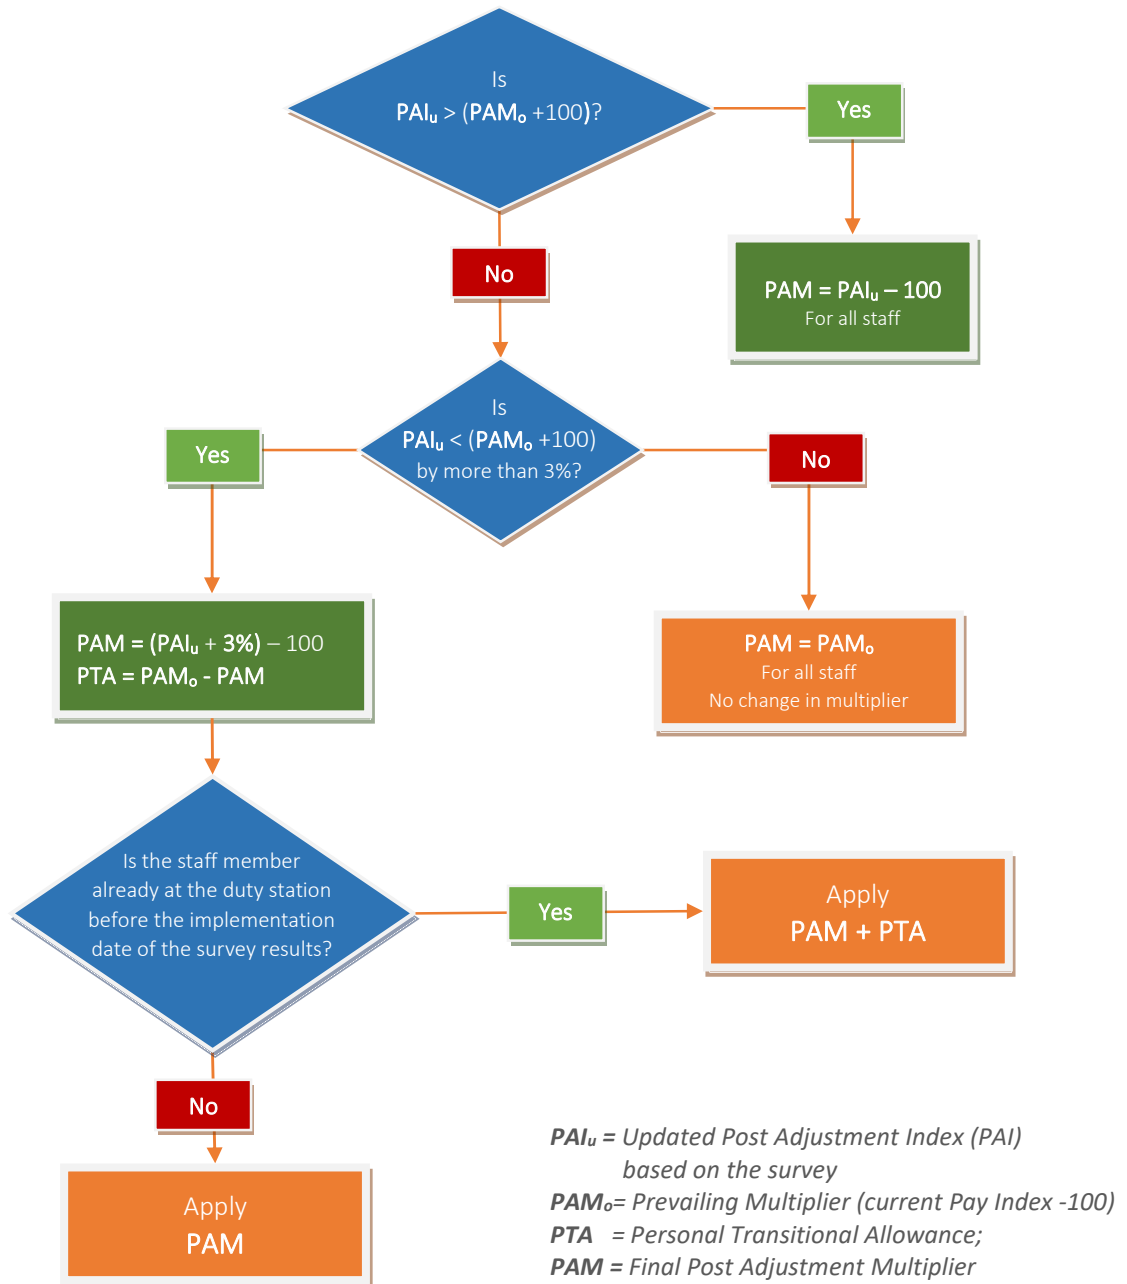 Is
PAIu > (PAMo +100)?
Yes
No
PAM = PAIu – 100
For all staff
Is
PAIu < (PAMo +100)
by more than 3%?
Yes
No
PAM = (PAIu + 3%) – 100
PTA = PAMo - PAM
PAM = PAMo
For all staff
No change in multiplier
Is the staff member
already at the duty station
before the implementation
date of the survey results?
Yes
Apply
PAM + PTA
No
Apply
PAM
PAIu = Updated Post Adjustment Index (PAI)
based on the survey
PAMo= Prevailing Multiplier (current Pay Index -100)
PTA = Personal Transitional Allowance;
PAM = Final Post Adjustment Multiplier